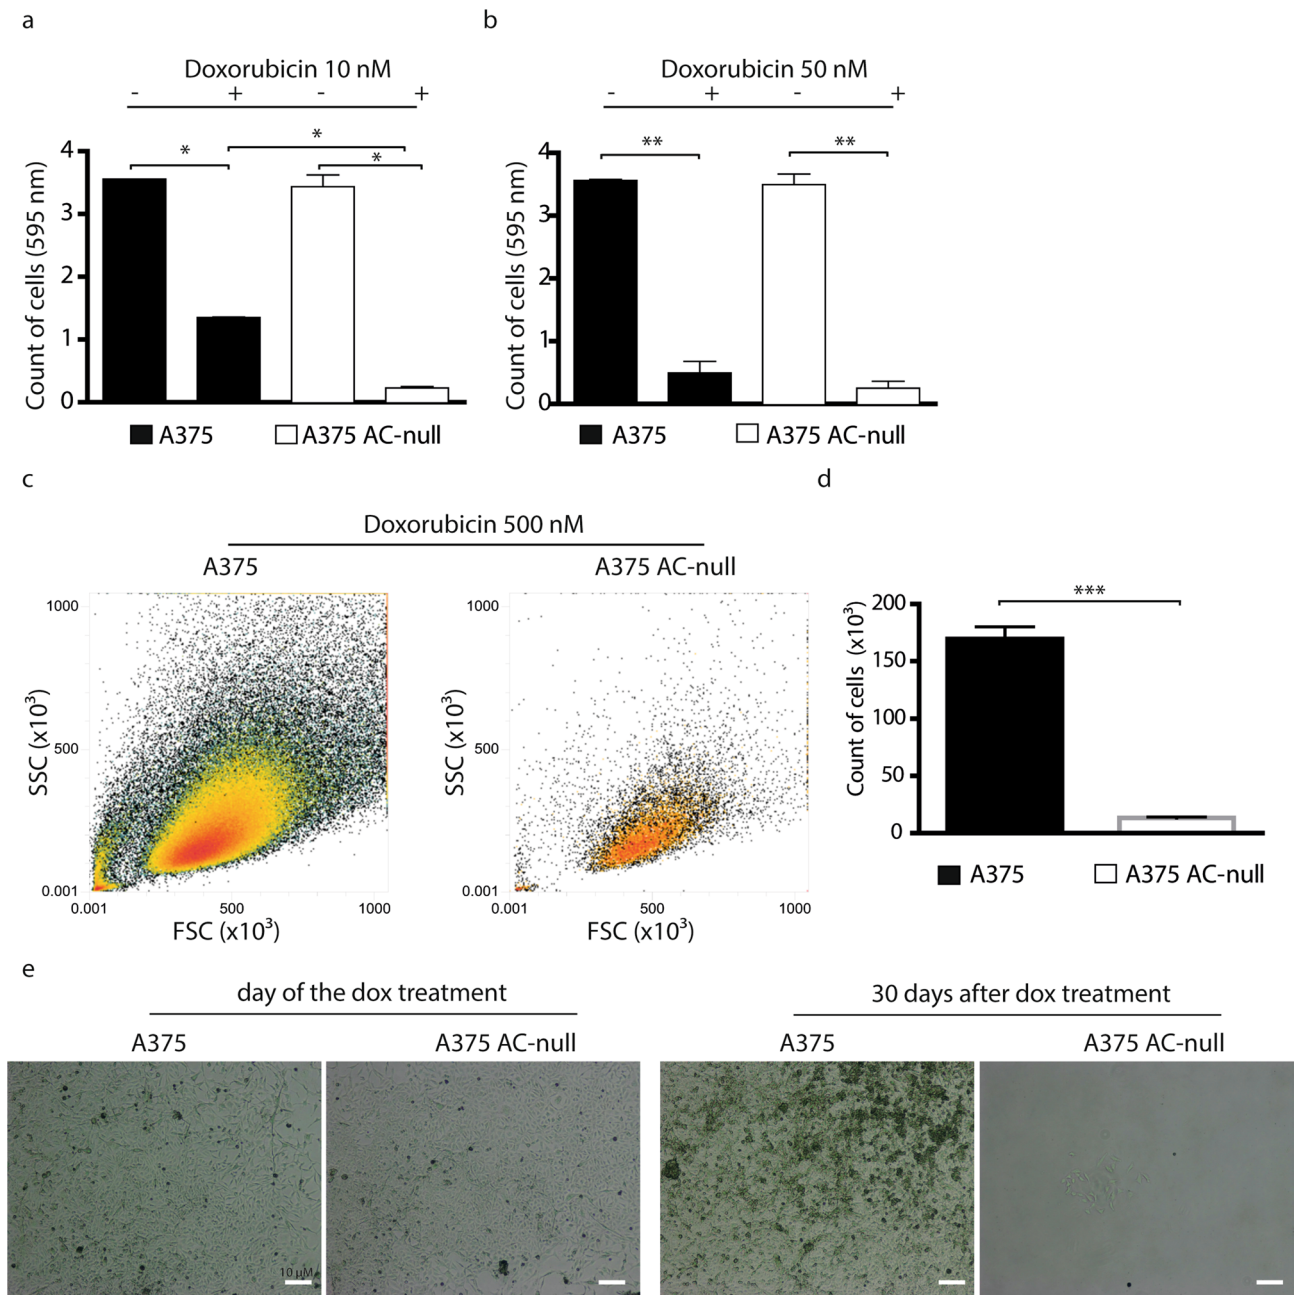 a
Doxorubicin 10 nM
- + - +
* * *
4
3
2
1
0
Count of cells (595 nm)
A375 A375 AC-null
b
Doxorubicin 50 nM
- + - +
** **
4
3
2
1
0
Count of cells (595 nm)
A375 A375 AC-null
c
Doxorubicin 500 nM
A375 A375 AC-null
1000
500
0.001
SSC (x10³)
0.001 500 1000
FSC (x10³)
1000
500
0.001
SSC (x10³)
0.001 500 1000
FSC (x10³)
d
***
200
150
100
50
0
Count of cells (x10³)
A375 A375 AC-null
e
day of the dox treatment
A375 A375 AC-null
10 µM
30 days after dox treatment
A375 A375 AC-null